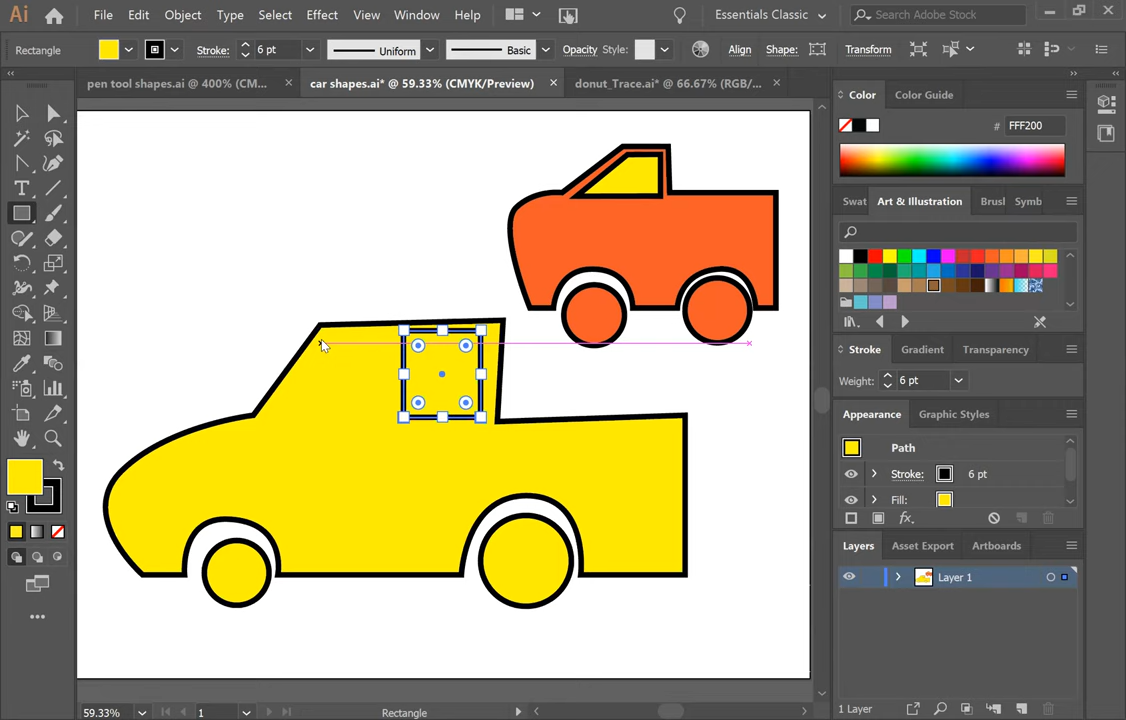 Ai File Edit Object Type Select Effect View Window Help Essentials Classic Search Adobe Stock
Rectangle Stroke: 6 pt Uniform Basic Opacity Style: Align Shape: Transform
pen tool shapes.ai @ 400% (CM... × car shapes.ai* @ 59.33% (CMYK/Preview) × donut_Trace.ai* @ 66.67% (RGB/... ×
Color Color Guide
# FFF200
Swat Art & Illustration Brusl Symb
Stroke Gradient Transparency
Weight: 6 pt
Appearance Graphic Styles
Path
Stroke: 6 pt
Fill:
fx
Layers Asset Export Artboards
Layer 1
1 Layer
59.33% 1 Rectangle